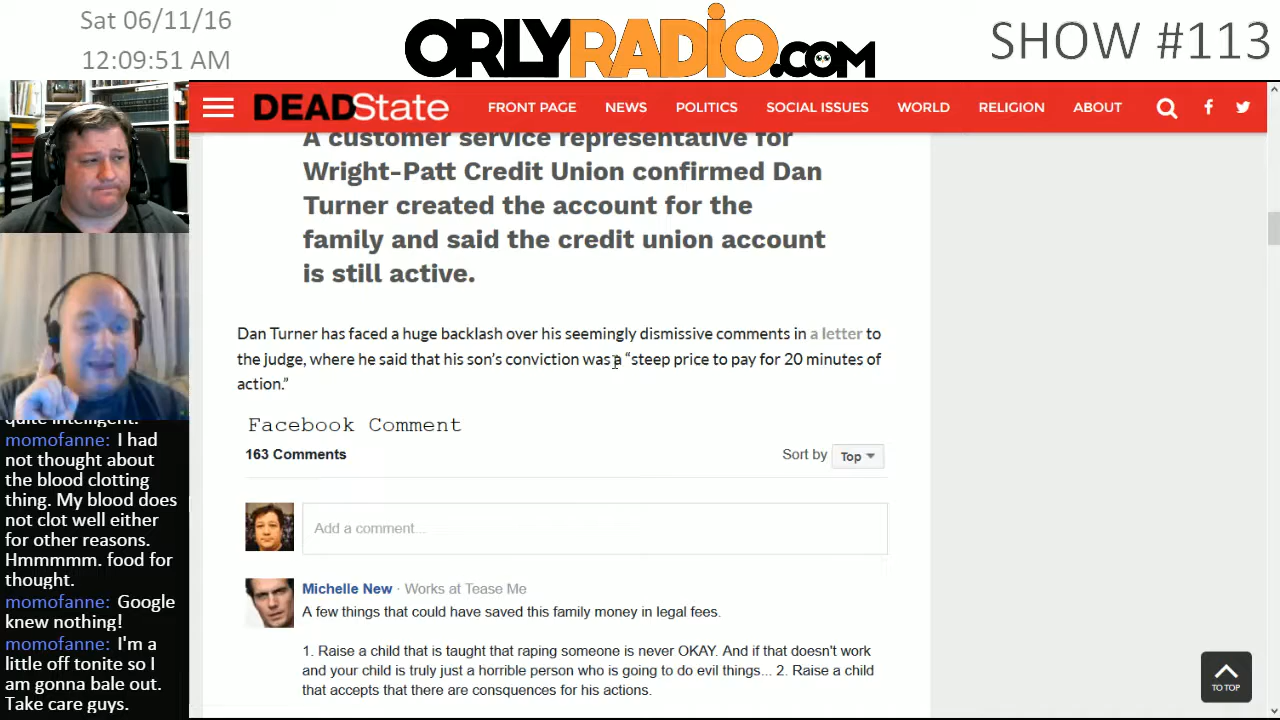 Sat 06/11/16
12:09:51 AM
ORLYRADiO.COM
SHOW #113
DEADState
FRONT PAGE NEWS POLITICS SOCIAL ISSUES WORLD RELIGION ABOUT
A customer service representative for
Wright-Patt Credit Union confirmed Dan
Turner created the account for the
family and said the credit union account
is still active.
Dan Turner has faced a huge backlash over his seemingly dismissive comments in a letter to
the judge, where he said that his son's conviction was a “steep price to pay for 20 minutes of
action.”
Facebook Comment
163 Comments
Sort by Top
Add a comment...
Michelle New · Works at Tease Me
A few things that could have saved this family money in legal fees.
1. Raise a child that is taught that raping someone is never OKAY. And if that doesn't work
and your child is truly just a horrible person who is going to do evil things... 2. Raise a child
that accepts that there are consquences for his actions.
TO TOP
quite intelligent.
momofanne: I had
not thought about
the blood clotting
thing. My blood does
not clot well either
for other reasons.
Hmmmmm. food for
thought.
momofanne: Google
knew nothing!
momofanne: I'm a
little off tonite so I
am gonna bale out.
Take care guys.